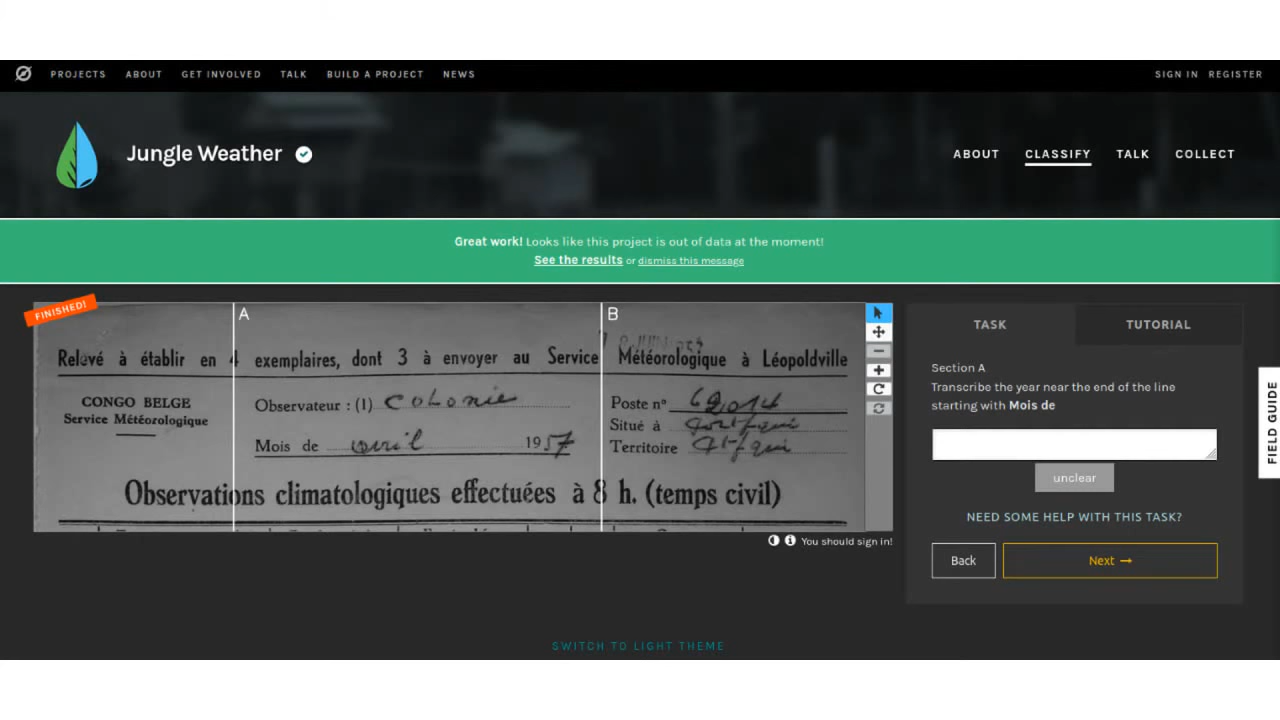 PROJECTS ABOUT GET INVOLVED TALK BUILD A PROJECT NEWS SIGN IN REGISTER
Jungle Weather
ABOUT CLASSIFY TALK COLLECT
Great work! Looks like this project is out of data at the moment!
See the results or dismiss this message
FINISHED!
A B
Relevé à établir en 4 exemplaires, dont 3 à envoyer au Service Météorologique à Léopoldville
CONGO BELGE
Service Météorologique
Observateur : (1) Colonie
Mois de avril 1957
Poste n° 62014
Situé à
Territoire
Observations climatologiques effectuées à 8 h. (temps civil)
You should sign in!
TASK TUTORIAL
Section A
Transcribe the year near the end of the line
starting with Mois de
unclear
NEED SOME HELP WITH THIS TASK?
Back Next →
FIELD GUIDE
SWITCH TO LIGHT THEME